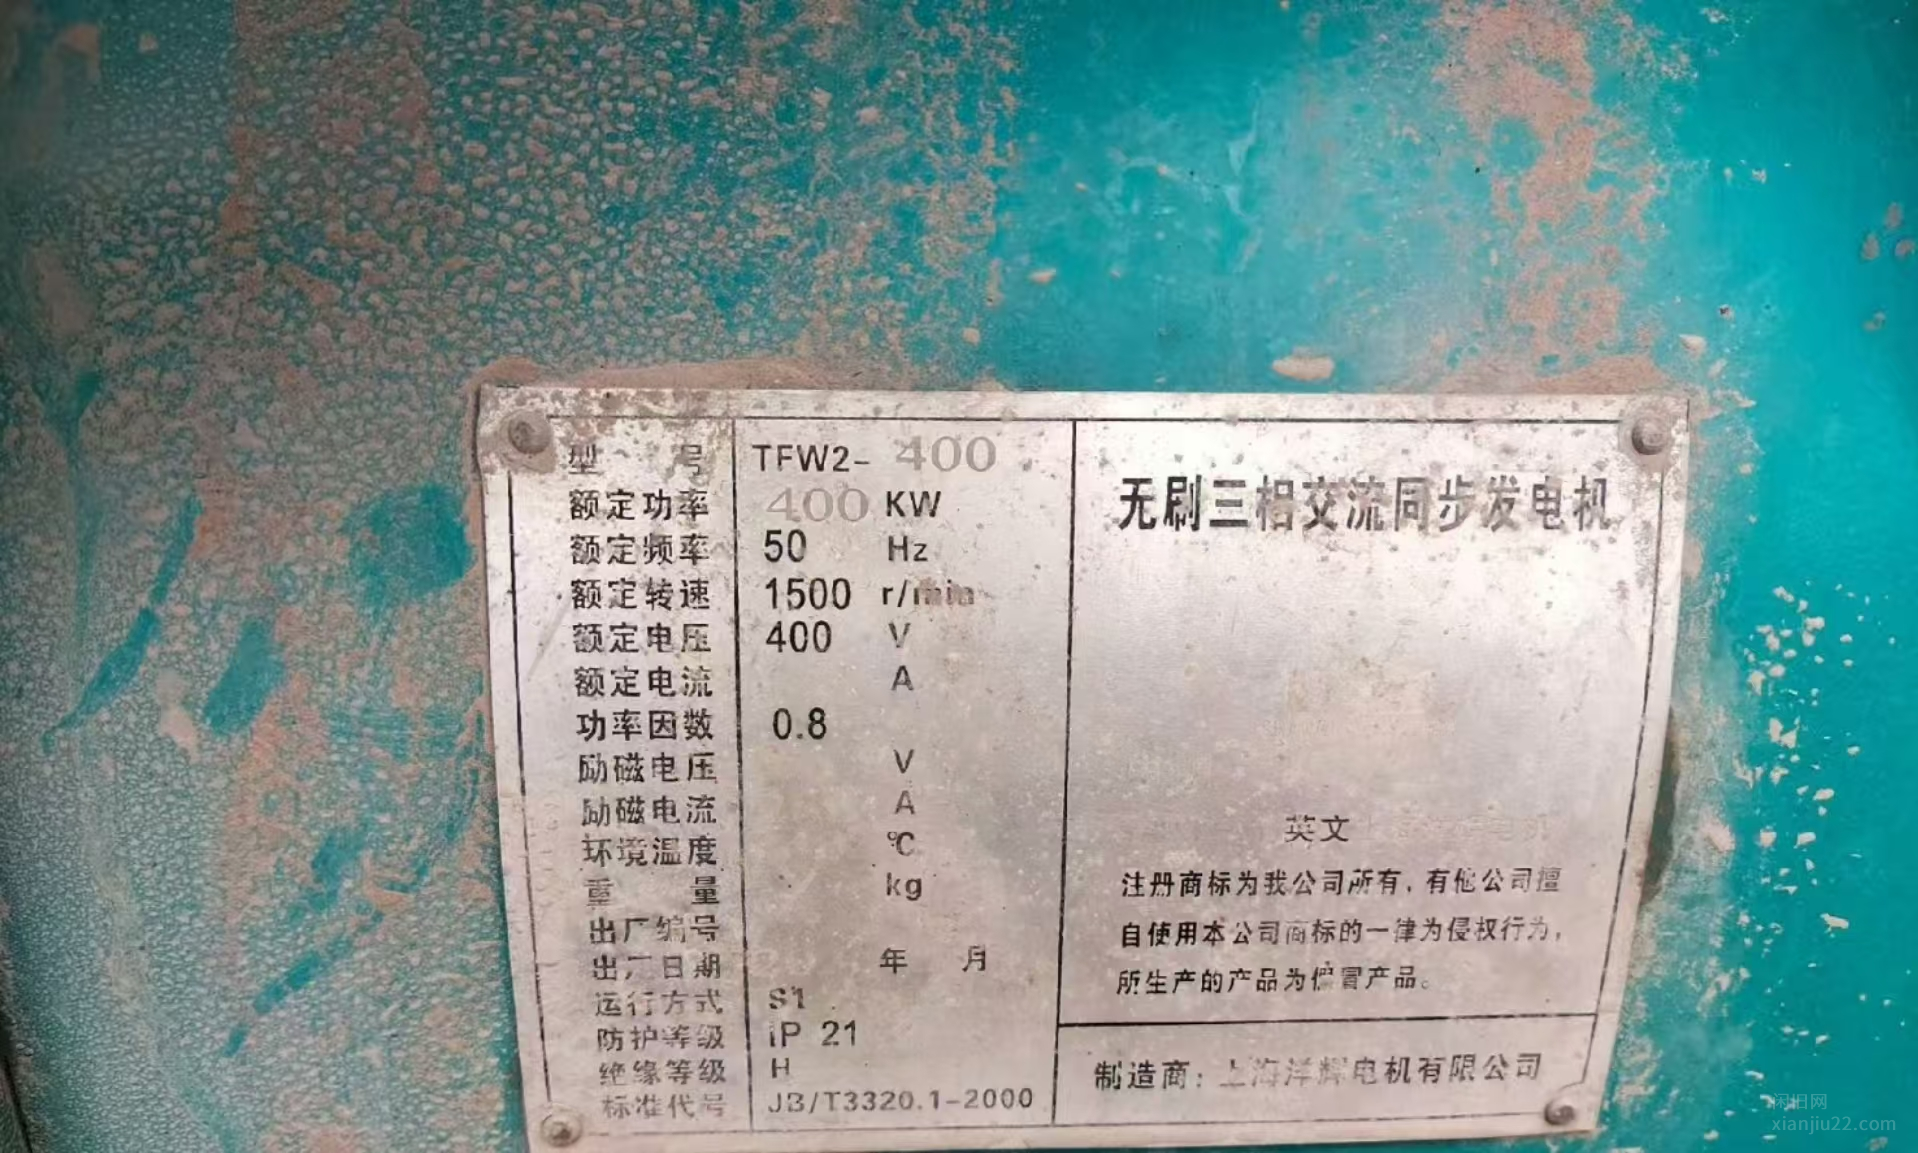 型 号 TFW2- 400
额定功率 400 KW
额定频率 50 Hz
额定转速 1500 r/min
额定电压 400 V
额定电流 A
功率因数 0.8
励磁电压 V
励磁电流 A
环境温度 ℃
重 量 kg
出厂编号
出厂日期 年 月
运行方式 S1
防护等级 IP 21
绝缘等级 H
标准代号 JB/T3320.1-2000
无刷三相交流同步发电机
英文
注册商标为我公司所有，有他公司擅
自使用本公司商标的一律为侵权行为，
所生产的产品为假冒产品。
制造商：上海洋辉电机有限公司
闲旧网
xianjiu22.com